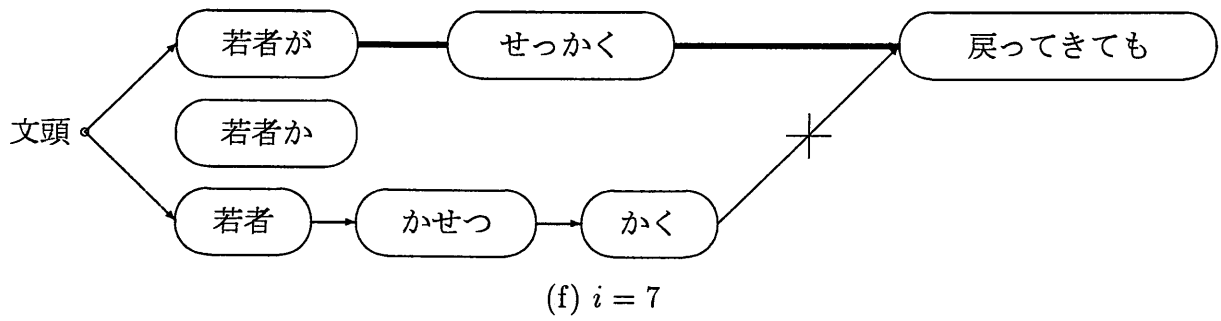 若者が せっかく 戻ってきても
文頭
若者か
若者 かせつ かく
(f) i = 7